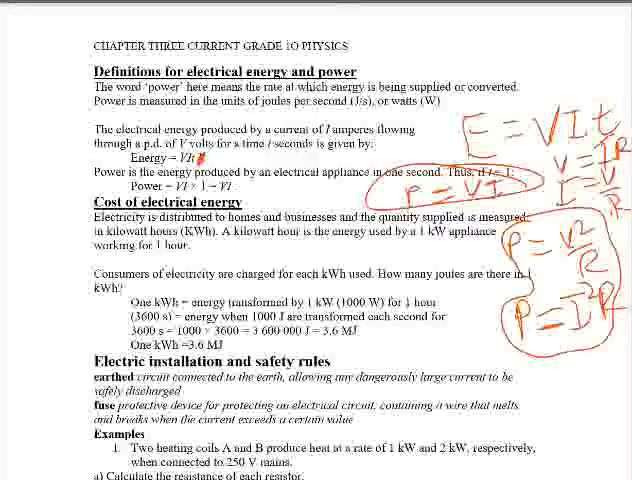 CHAPTER THREE CURRENT GRADE 10 PHYSICS
Definitions for electrical energy and power
The word 'power' here means the rate at which energy is being supplied or converted.
Power is measured in the units of joules per second (J/s), or watts (W)
The electrical energy produced by a current of I amperes flowing
through a p.d. of V volts for a time t seconds is given by:
Energy = VIt
Power is the energy produced by an electrical appliance in one second. Thus, if t = 1:
Power = VI × 1 = VI
Cost of electrical energy
Electricity is distributed to homes and businesses and the quantity supplied is measured
in kilowatt hours (KWh). A kilowatt hour is the energy used by a 1 kW appliance
working for 1 hour.
Consumers of electricity are charged for each kWh used. How many joules are there in 1
kWh?
One kWh = energy transformed by 1 kW (1000 W) for 1 hour
(3600 s) = energy when 1000 J are transformed each second for
3600 s = 1000 × 3600 = 3 600 000 J = 3.6 MJ
One kWh =3.6 MJ
Electric installation and safety rules
earthed circuit connected to the earth, allowing any dangerously large current to be
safely discharged
fuse protective device for protecting an electrical circuit, containing a wire that melts
and breaks when the current exceeds a certain value
Examples
1. Two heating coils A and B produce heat at a rate of 1 kW and 2 kW, respectively,
when connected to 250 V mains.
a) Calculate the resistance of each resistor.
E = VIt
V = IR
I = V/R
P = VI
P = V²/R
P = I²R